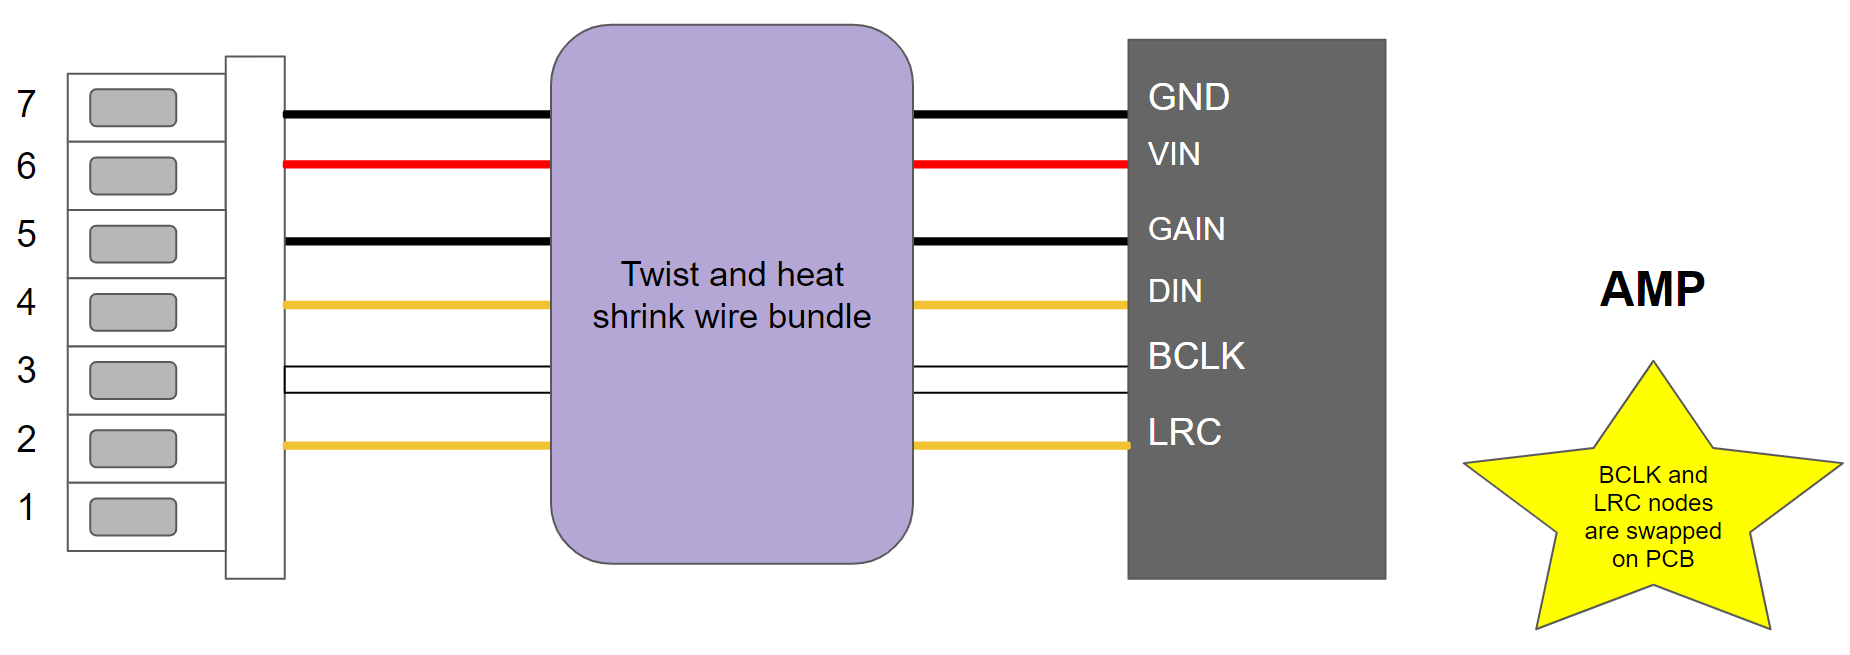 7
6
5
4
3
2
1
Twist and heat
shrink wire bundle
GND
VIN
GAIN
DIN
BCLK
LRC
AMP
BCLK and
LRC nodes
are swapped
on PCB